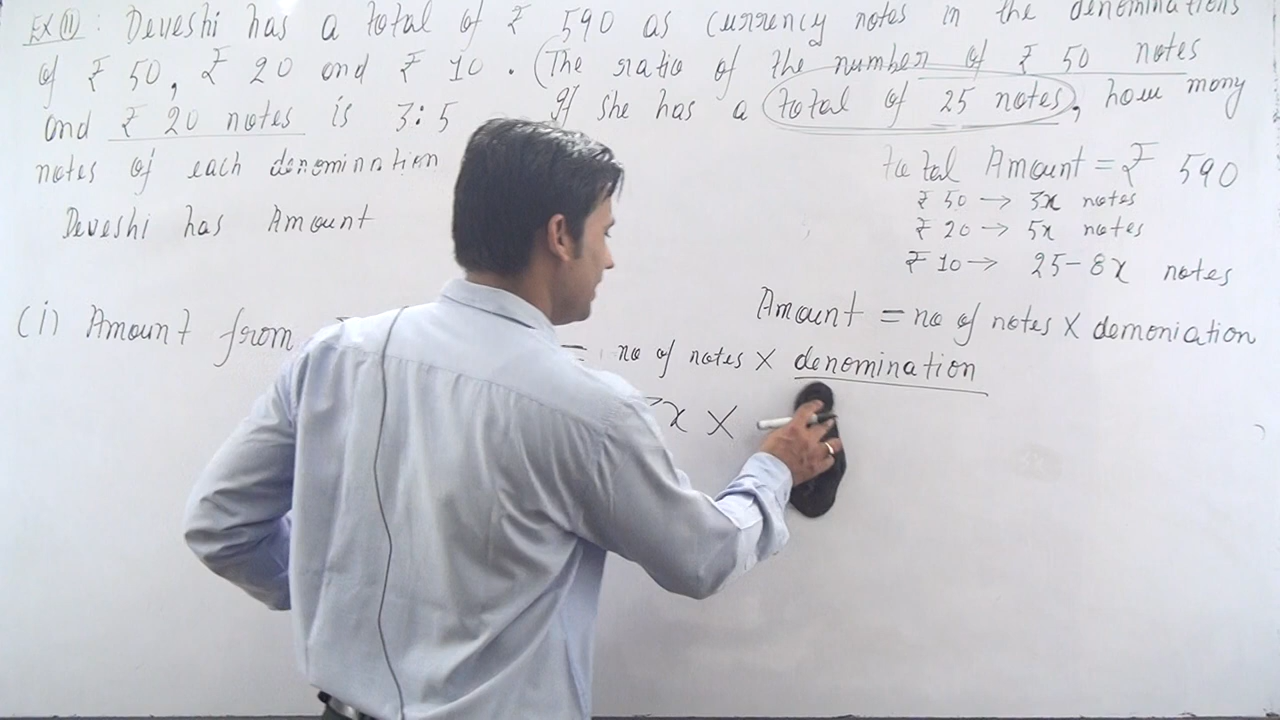 EX 11 : Deveshi has a total of ₹ 590 as currency notes in the denominations
of ₹ 50, ₹ 20 and ₹ 10 . (The ratio of the number of ₹ 50 notes
and ₹ 20 notes is 3:5 If she has a total of 25 notes, how many
notes of each denomination
Deveshi has Amount
total Amount = ₹ 590
₹ 50 → 3x notes
₹ 20 → 5x notes
₹ 10 → 25-8x notes
Amount = no of notes X demoniation
(i) Amount from
= no of notes X denomination
3x X